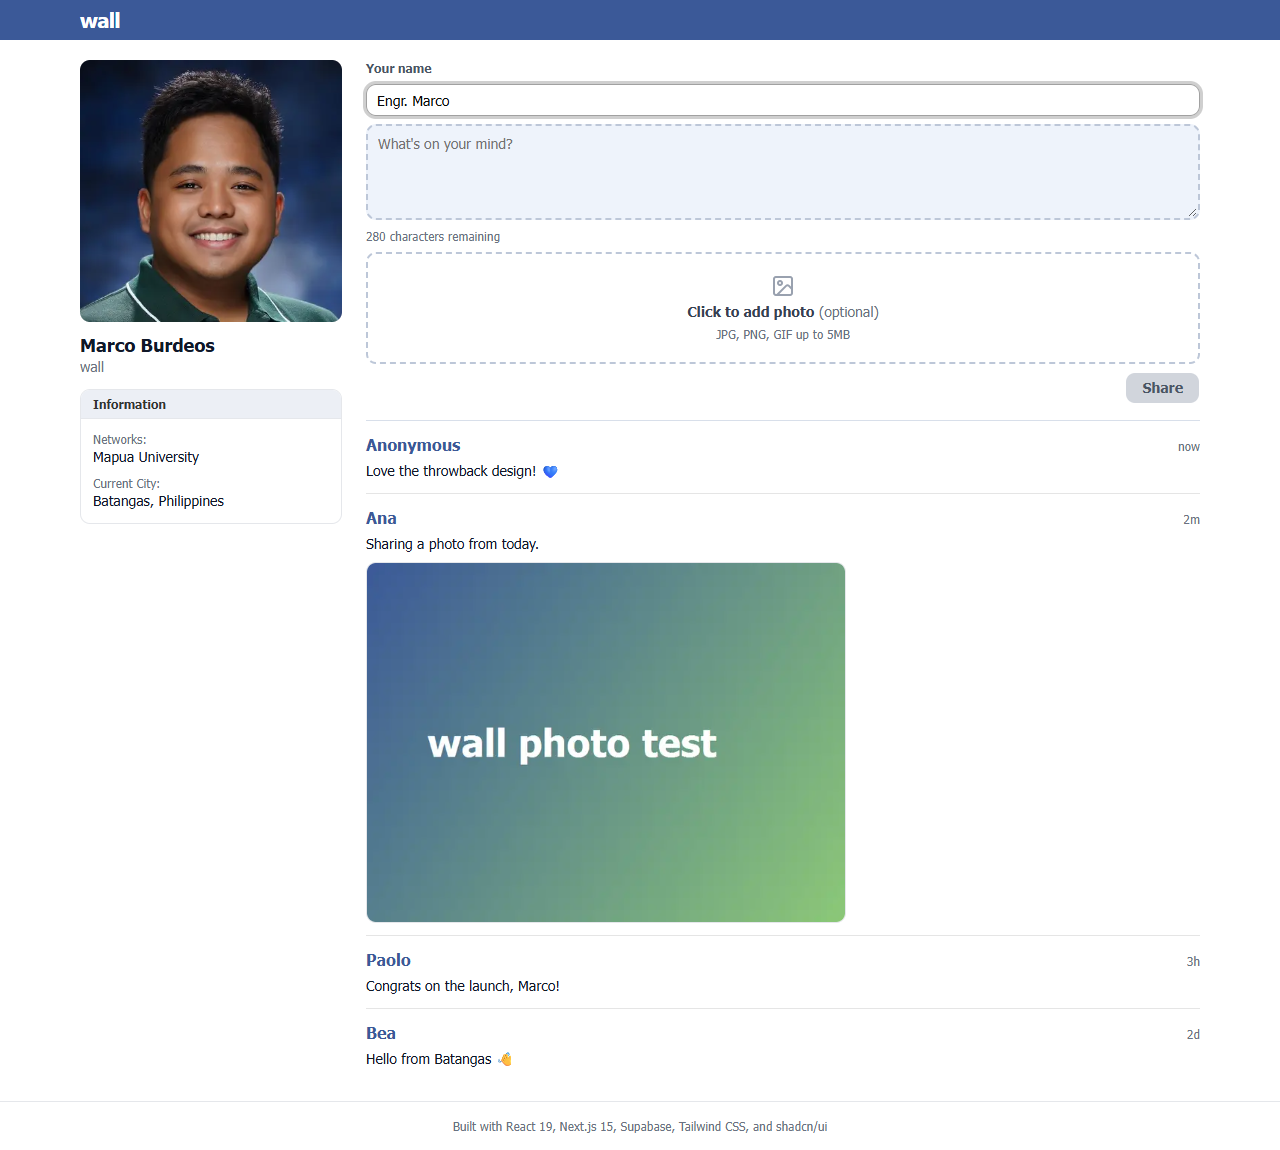 wall
Marco Burdeos
wall
Information
Networks:
Mapua University
Current City:
Batangas, Philippines
Your name
Engr. Marco
What's on your mind?
280 characters remaining
Click to add photo (optional)
JPG, PNG, GIF up to 5MB
Share
Anonymous now
Love the throwback design! 💙
Ana 2m
Sharing a photo from today.
wall photo test
Paolo 3h
Congrats on the launch, Marco!
Bea 2d
Hello from Batangas 👋
Built with React 19, Next.js 15, Supabase, Tailwind CSS, and shadcn/ui